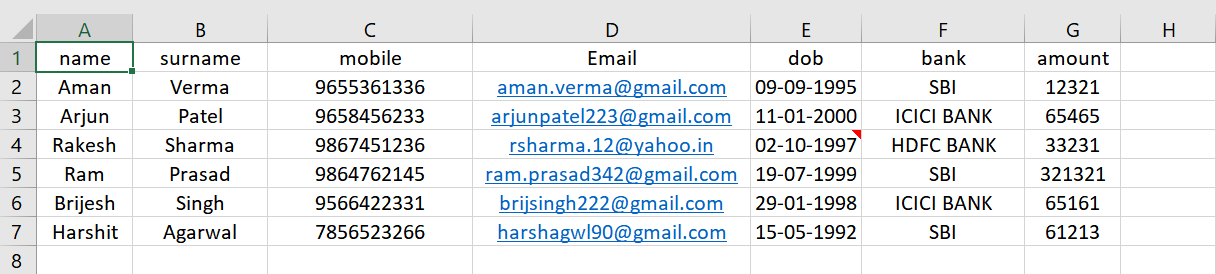 A B C D E F G H
1 name surname mobile Email dob bank amount
2 Aman Verma 9655361336 aman.verma@gmail.com 09-09-1995 SBI 12321
3 Arjun Patel 9658456233 arjunpatel223@gmail.com 11-01-2000 ICICI BANK 65465
4 Rakesh Sharma 9867451236 rsharma.12@yahoo.in 02-10-1997 HDFC BANK 33231
5 Ram Prasad 9864762145 ram.prasad342@gmail.com 19-07-1999 SBI 321321
6 Brijesh Singh 9566422331 brijsingh222@gmail.com 29-01-1998 ICICI BANK 65161
7 Harshit Agarwal 7856523266 harshagwl90@gmail.com 15-05-1992 SBI 61213
8